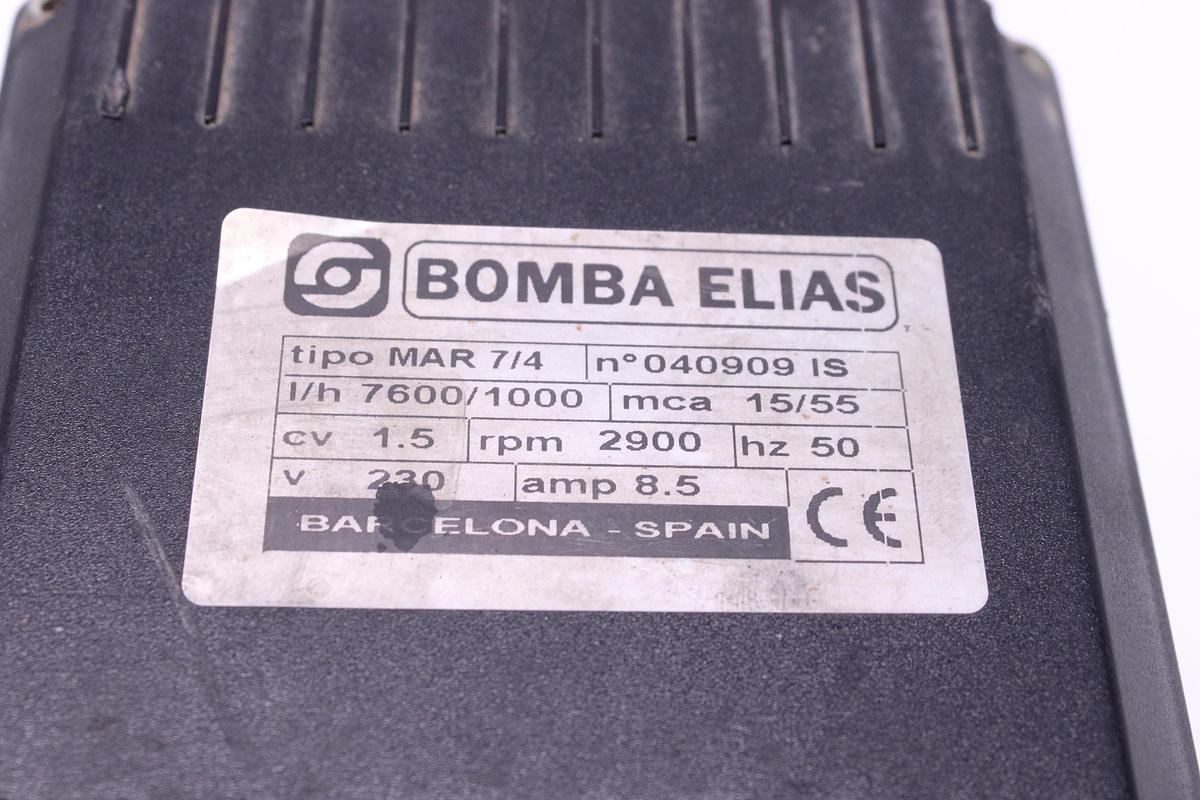 BOMBA ELIAS
tipo MAR 7/4 n°040909 IS
l/h 7600/1000 mca 15/55
cv 1.5 rpm 2900 hz 50
v 230 amp 8.5
BARCELONA - SPAIN CE